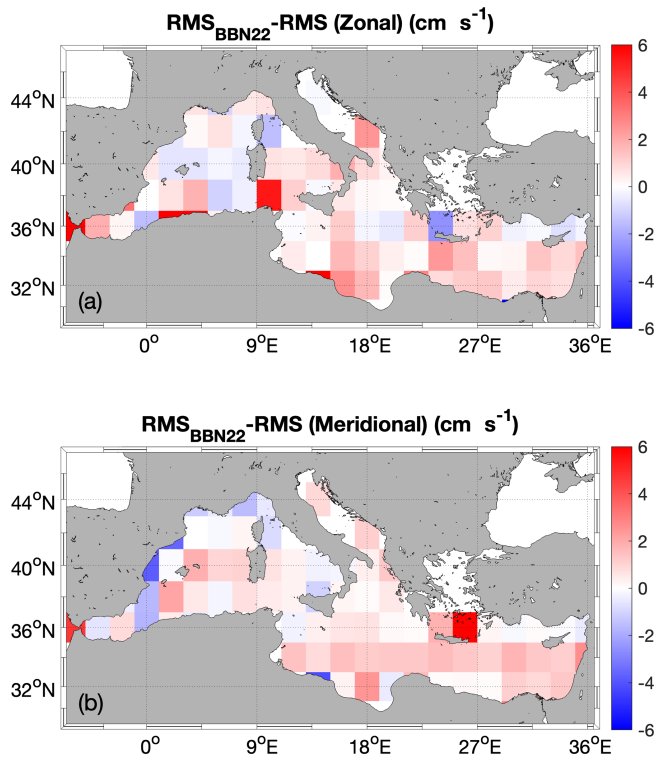 RMS_BBN22-RMS (Zonal) (cm s^-1)
44°N
40°N
36°N
32°N
(a)
0°
9°E
18°E
27°E
36°E
6
4
2
0
-2
-4
-6
RMS_BBN22-RMS (Meridional) (cm s^-1)
44°N
40°N
36°N
32°N
(b)
0°
9°E
18°E
27°E
36°E
6
4
2
0
-2
-4
-6